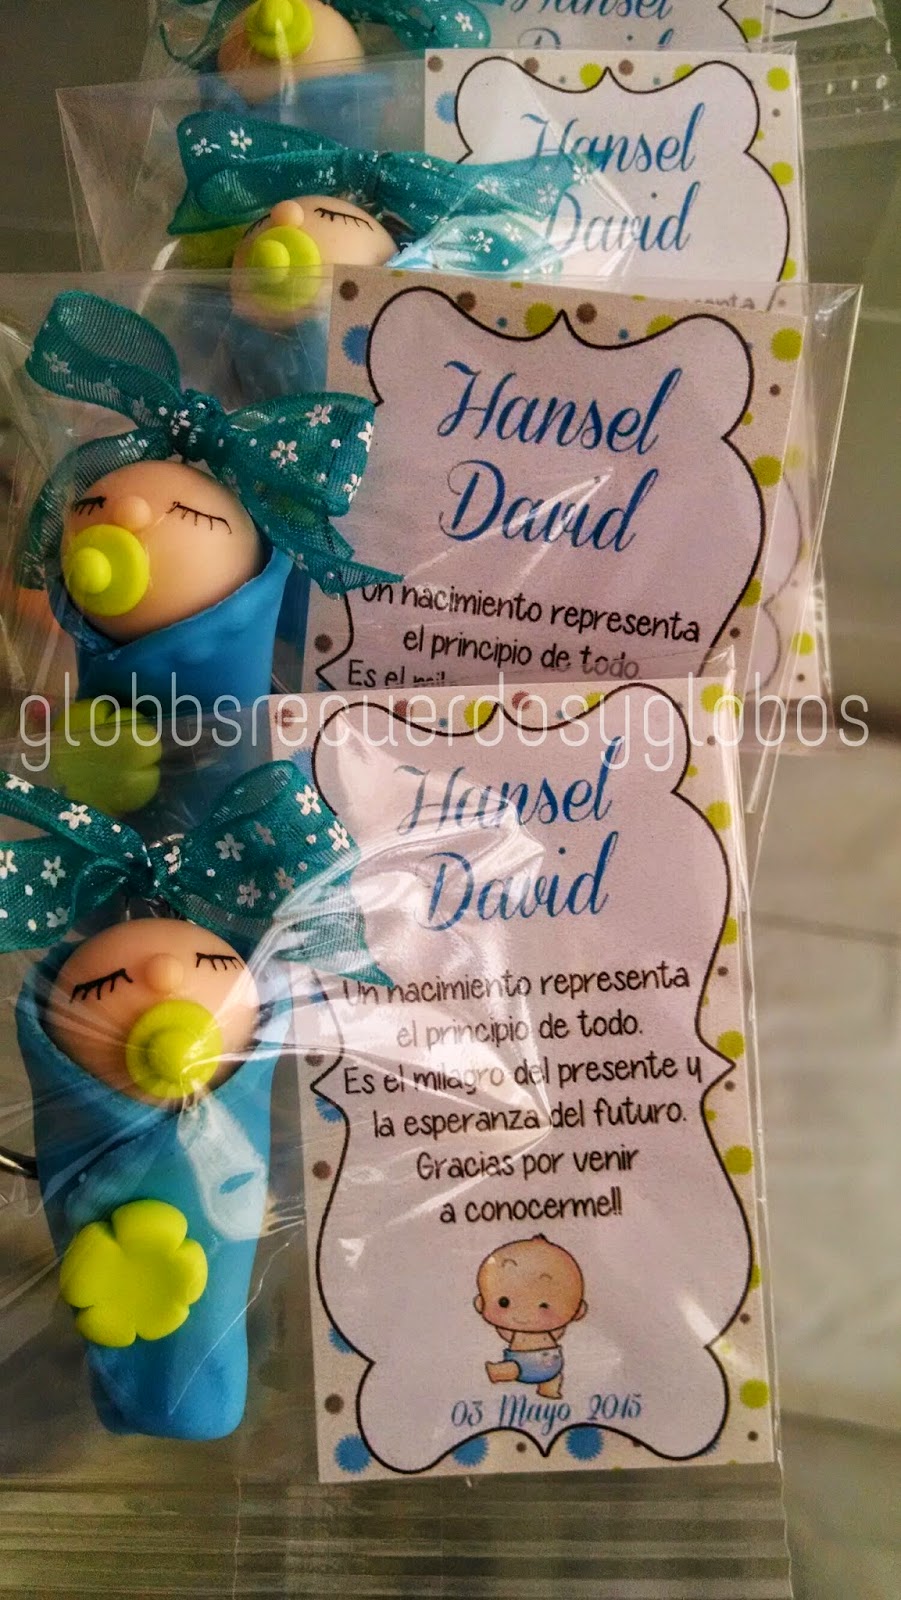 Hansel
David
Hansel
David
Hansel
David
Un nacimiento representa
el principio de todo.
Es el
globbsrecuerdosyglobos
Hansel
David
Un nacimiento representa
el principio de todo.
Es el milagro del presente y
la esperanza del futuro.
Gracias por venir
a conocerme!!
03 Mayo 2015